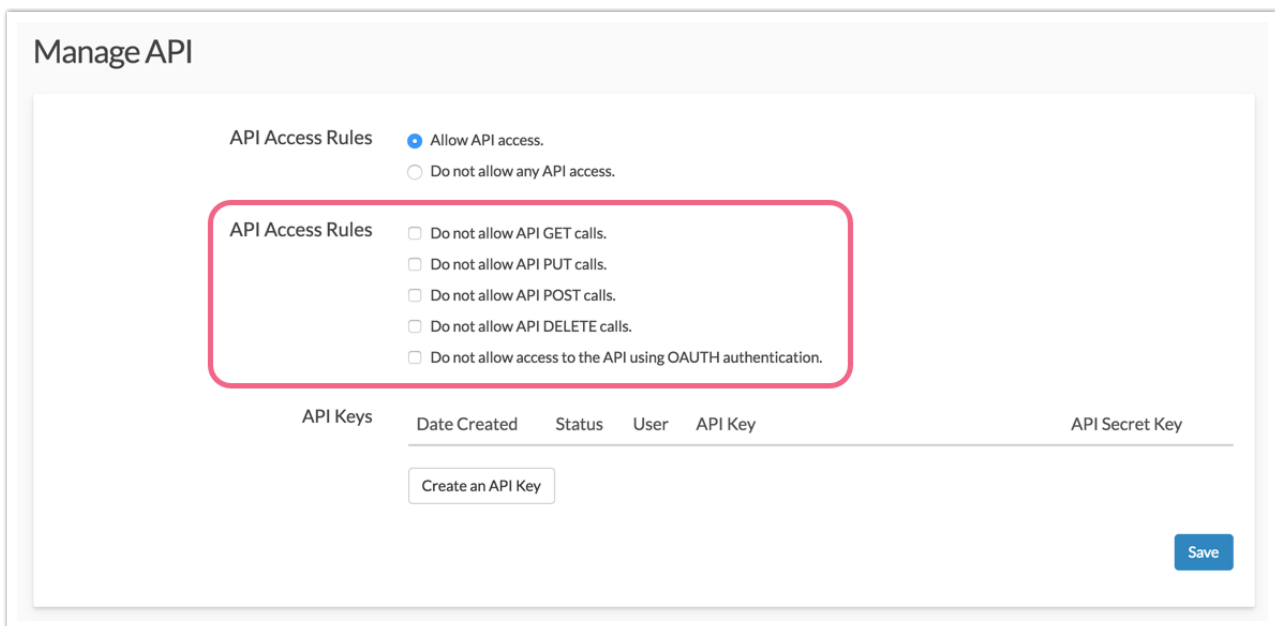 Manage API
API Access Rules
Allow API access.
Do not allow any API access.
API Access Rules
Do not allow API GET calls.
Do not allow API PUT calls.
Do not allow API POST calls.
Do not allow API DELETE calls.
Do not allow access to the API using OAUTH authentication.
API Keys
Date Created Status User API Key API Secret Key
Create an API Key
Save